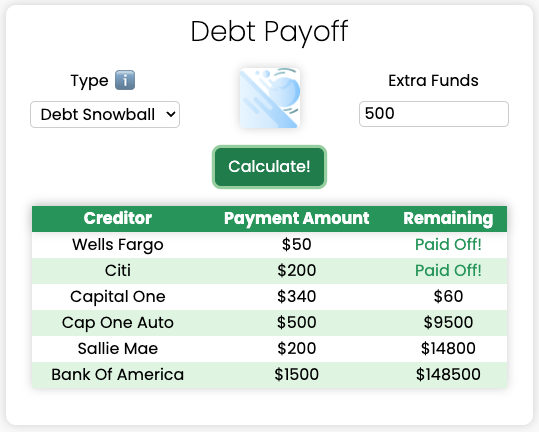 Debt Payoff
Type ℹ️ Extra Funds
Debt Snowball 500
Calculate!
Creditor Payment Amount Remaining
Wells Fargo $50 Paid Off!
Citi $200 Paid Off!
Capital One $340 $60
Cap One Auto $500 $9500
Sallie Mae $200 $14800
Bank Of America $1500 $148500